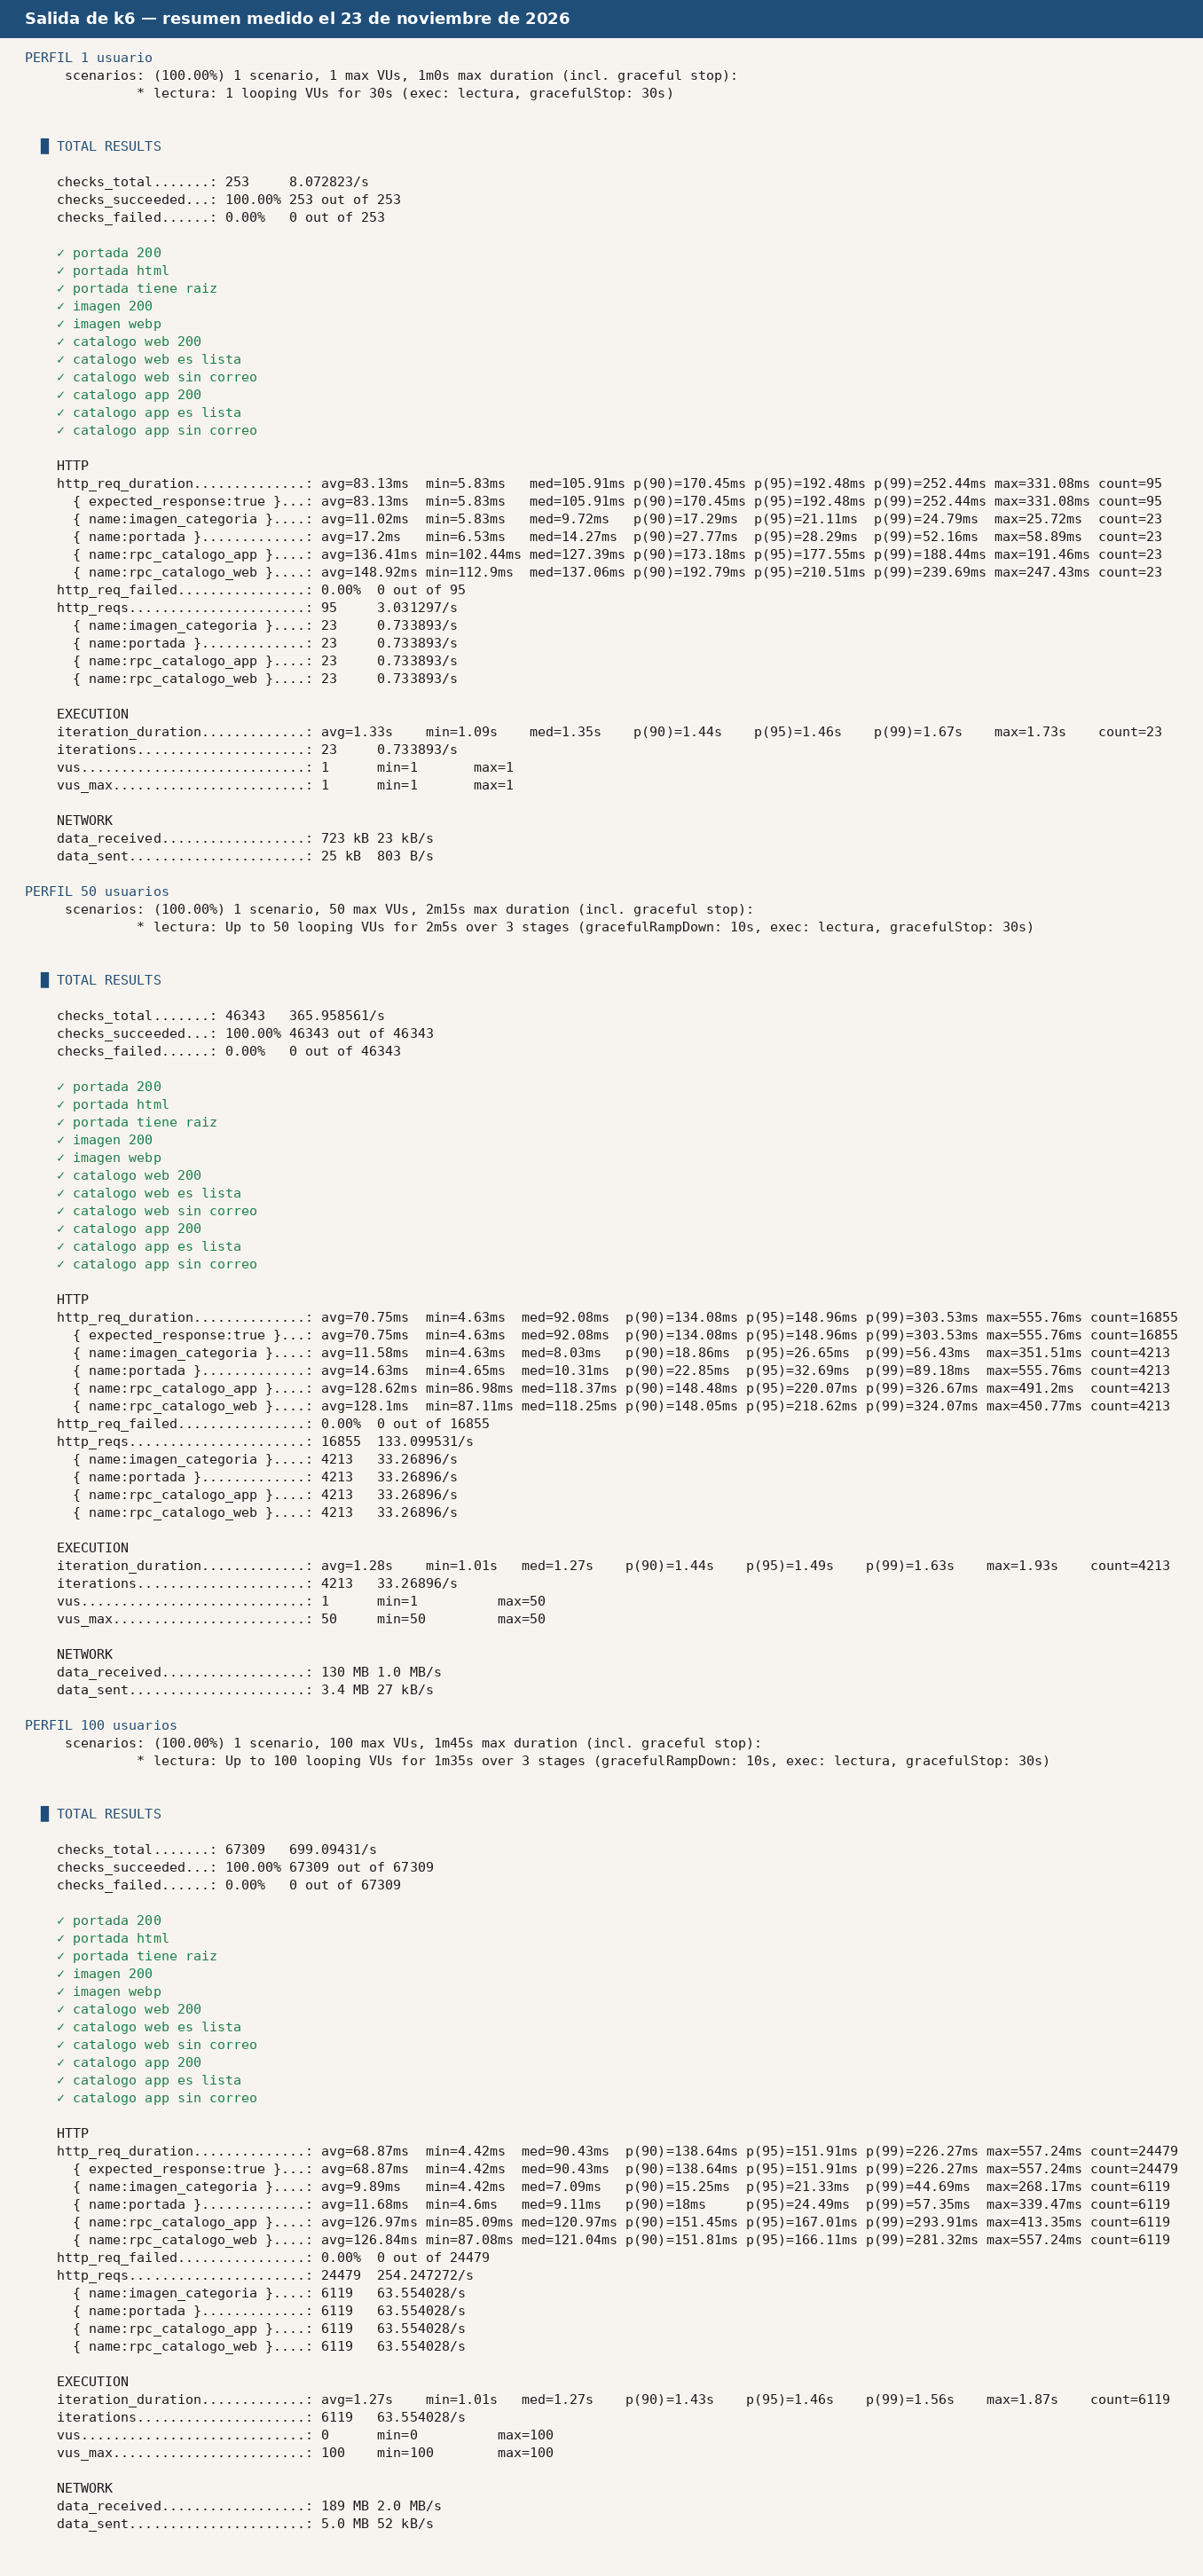 Salida de k6 — resumen medido el 23 de noviembre de 2026
PERFIL 1 usuario
scenarios: (100.00%) 1 scenario, 1 max VUs, 1m0s max duration (incl. graceful stop):
* lectura: 1 looping VUs for 30s (exec: lectura, gracefulStop: 30s)
█ TOTAL RESULTS
checks_total.......: 253     8.072823/s
checks_succeeded...: 100.00% 253 out of 253
checks_failed......: 0.00%   0 out of 253
✓ portada 200
✓ portada html
✓ portada tiene raiz
✓ imagen 200
✓ imagen webp
✓ catalogo web 200
✓ catalogo web es lista
✓ catalogo web sin correo
✓ catalogo app 200
✓ catalogo app es lista
✓ catalogo app sin correo
HTTP
http_req_duration..............: avg=83.13ms  min=5.83ms   med=105.91ms p(90)=170.45ms p(95)=192.48ms p(99)=252.44ms max=331.08ms count=95
{ expected_response:true }...: avg=83.13ms  min=5.83ms   med=105.91ms p(90)=170.45ms p(95)=192.48ms p(99)=252.44ms max=331.08ms count=95
{ name:imagen_categoria }....: avg=11.02ms  min=5.83ms   med=9.72ms   p(90)=17.29ms  p(95)=21.11ms  p(99)=24.79ms  max=25.72ms  count=23
{ name:portada }.............: avg=17.2ms   min=6.53ms   med=14.27ms  p(90)=27.77ms  p(95)=28.29ms  p(99)=52.16ms  max=58.89ms  count=23
{ name:rpc_catalogo_app }....: avg=136.41ms min=102.44ms med=127.39ms p(90)=173.18ms p(95)=177.55ms p(99)=188.44ms max=191.46ms count=23
{ name:rpc_catalogo_web }....: avg=148.92ms min=112.9ms  med=137.06ms p(90)=192.79ms p(95)=210.51ms p(99)=239.69ms max=247.43ms count=23
http_req_failed................: 0.00%  0 out of 95
http_reqs......................: 95     3.031297/s
{ name:imagen_categoria }....: 23     0.733893/s
{ name:portada }.............: 23     0.733893/s
{ name:rpc_catalogo_app }....: 23     0.733893/s
{ name:rpc_catalogo_web }....: 23     0.733893/s
EXECUTION
iteration_duration.............: avg=1.33s    min=1.09s    med=1.35s    p(90)=1.44s    p(95)=1.46s    p(99)=1.67s    max=1.73s    count=23
iterations.....................: 23     0.733893/s
vus............................: 1      min=1       max=1
vus_max........................: 1      min=1       max=1
NETWORK
data_received..................: 723 kB 23 kB/s
data_sent......................: 25 kB  803 B/s
PERFIL 50 usuarios
scenarios: (100.00%) 1 scenario, 50 max VUs, 2m15s max duration (incl. graceful stop):
* lectura: Up to 50 looping VUs for 2m5s over 3 stages (gracefulRampDown: 10s, exec: lectura, gracefulStop: 30s)
█ TOTAL RESULTS
checks_total.......: 46343   365.958561/s
checks_succeeded...: 100.00% 46343 out of 46343
checks_failed......: 0.00%   0 out of 46343
✓ portada 200
✓ portada html
✓ portada tiene raiz
✓ imagen 200
✓ imagen webp
✓ catalogo web 200
✓ catalogo web es lista
✓ catalogo web sin correo
✓ catalogo app 200
✓ catalogo app es lista
✓ catalogo app sin correo
HTTP
http_req_duration..............: avg=70.75ms  min=4.63ms  med=92.08ms  p(90)=134.08ms p(95)=148.96ms p(99)=303.53ms max=555.76ms count=16855
{ expected_response:true }...: avg=70.75ms  min=4.63ms  med=92.08ms  p(90)=134.08ms p(95)=148.96ms p(99)=303.53ms max=555.76ms count=16855
{ name:imagen_categoria }....: avg=11.58ms  min=4.63ms  med=8.03ms   p(90)=18.86ms  p(95)=26.65ms  p(99)=56.43ms  max=351.51ms count=4213
{ name:portada }.............: avg=14.63ms  min=4.65ms  med=10.31ms  p(90)=22.85ms  p(95)=32.69ms  p(99)=89.18ms  max=555.76ms count=4213
{ name:rpc_catalogo_app }....: avg=128.62ms min=86.98ms med=118.37ms p(90)=148.48ms p(95)=220.07ms p(99)=326.67ms max=491.2ms  count=4213
{ name:rpc_catalogo_web }....: avg=128.1ms  min=87.11ms med=118.25ms p(90)=148.05ms p(95)=218.62ms p(99)=324.07ms max=450.77ms count=4213
http_req_failed................: 0.00%  0 out of 16855
http_reqs......................: 16855  133.099531/s
{ name:imagen_categoria }....: 4213   33.26896/s
{ name:portada }.............: 4213   33.26896/s
{ name:rpc_catalogo_app }....: 4213   33.26896/s
{ name:rpc_catalogo_web }....: 4213   33.26896/s
EXECUTION
iteration_duration.............: avg=1.28s    min=1.01s   med=1.27s    p(90)=1.44s    p(95)=1.49s    p(99)=1.63s    max=1.93s    count=4213
iterations.....................: 4213   33.26896/s
vus............................: 1      min=1          max=50
vus_max........................: 50     min=50         max=50
NETWORK
data_received..................: 130 MB 1.0 MB/s
data_sent......................: 3.4 MB 27 kB/s
PERFIL 100 usuarios
scenarios: (100.00%) 1 scenario, 100 max VUs, 1m45s max duration (incl. graceful stop):
* lectura: Up to 100 looping VUs for 1m35s over 3 stages (gracefulRampDown: 10s, exec: lectura, gracefulStop: 30s)
█ TOTAL RESULTS
checks_total.......: 67309   699.09431/s
checks_succeeded...: 100.00% 67309 out of 67309
checks_failed......: 0.00%   0 out of 67309
✓ portada 200
✓ portada html
✓ portada tiene raiz
✓ imagen 200
✓ imagen webp
✓ catalogo web 200
✓ catalogo web es lista
✓ catalogo web sin correo
✓ catalogo app 200
✓ catalogo app es lista
✓ catalogo app sin correo
HTTP
http_req_duration..............: avg=68.87ms  min=4.42ms  med=90.43ms  p(90)=138.64ms p(95)=151.91ms p(99)=226.27ms max=557.24ms count=24479
{ expected_response:true }...: avg=68.87ms  min=4.42ms  med=90.43ms  p(90)=138.64ms p(95)=151.91ms p(99)=226.27ms max=557.24ms count=24479
{ name:imagen_categoria }....: avg=9.89ms   min=4.42ms  med=7.09ms   p(90)=15.25ms  p(95)=21.33ms  p(99)=44.69ms  max=268.17ms count=6119
{ name:portada }.............: avg=11.68ms  min=4.6ms   med=9.11ms   p(90)=18ms     p(95)=24.49ms  p(99)=57.35ms  max=339.47ms count=6119
{ name:rpc_catalogo_app }....: avg=126.97ms min=85.09ms med=120.97ms p(90)=151.45ms p(95)=167.01ms p(99)=293.91ms max=413.35ms count=6119
{ name:rpc_catalogo_web }....: avg=126.84ms min=87.08ms med=121.04ms p(90)=151.81ms p(95)=166.11ms p(99)=281.32ms max=557.24ms count=6119
http_req_failed................: 0.00%  0 out of 24479
http_reqs......................: 24479  254.247272/s
{ name:imagen_categoria }....: 6119   63.554028/s
{ name:portada }.............: 6119   63.554028/s
{ name:rpc_catalogo_app }....: 6119   63.554028/s
{ name:rpc_catalogo_web }....: 6119   63.554028/s
EXECUTION
iteration_duration.............: avg=1.27s    min=1.01s   med=1.27s    p(90)=1.43s    p(95)=1.46s    p(99)=1.56s    max=1.87s    count=6119
iterations.....................: 6119   63.554028/s
vus............................: 0      min=0          max=100
vus_max........................: 100    min=100        max=100
NETWORK
data_received..................: 189 MB 2.0 MB/s
data_sent......................: 5.0 MB 52 kB/s